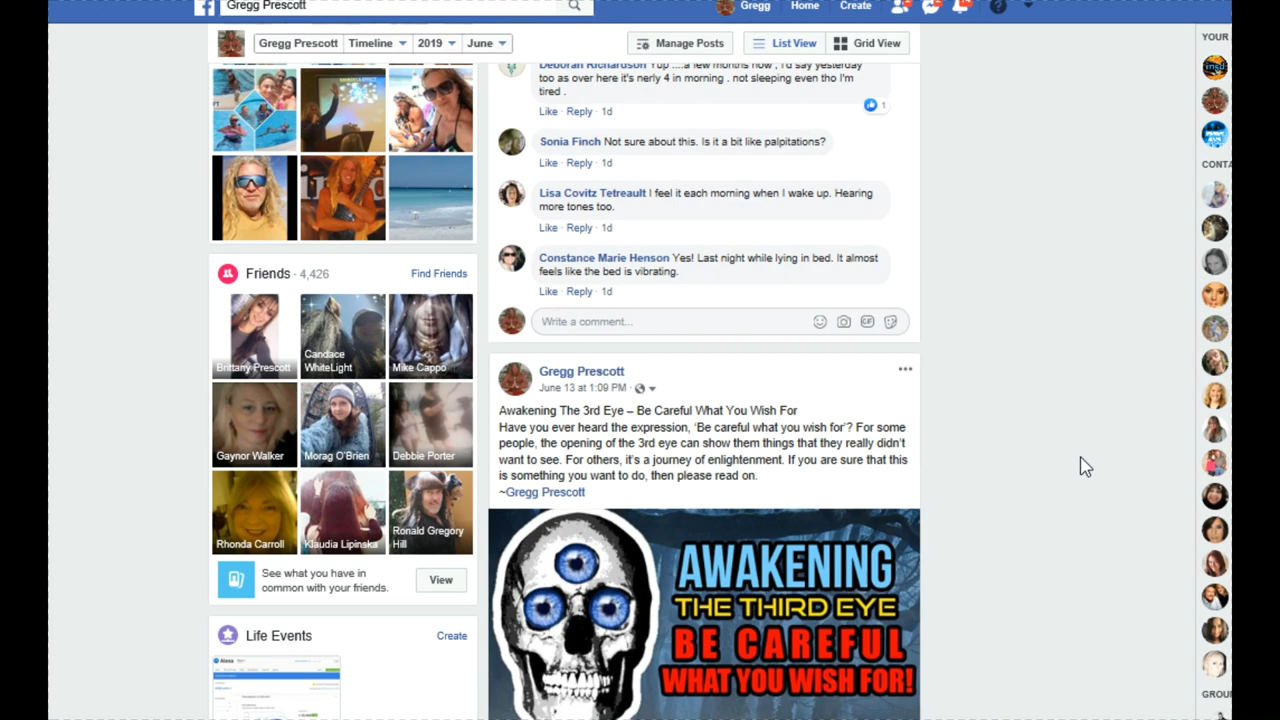 Gregg Prescott
Gregg Home Create
Gregg Prescott Timeline 2019 June Manage Posts List View Grid View
YOUR
Deborah Richardson Yup ....a few months now , i'd say yesterday
too as over here it's nerly 4 in morning . not sleeping even tho I'm
tired .
1
Like · Reply · 1d
Sonia Finch Not sure about this. Is it a bit like palpitations?
Like · Reply · 1d
CONTA
Lisa Covitz Tetreault I feel it each morning when I wake up. Hearing
more tones too.
Like · Reply · 1d
Constance Marie Henson Yes! Last night while lying in bed. It almost
feels like the bed is vibrating.
Like · Reply · 1d
Write a comment...
GIF
Friends · 4,426 Find Friends
Brittany Prescott
Candace
WhiteLight
Mike Cappo
Gaynor Walker
Morag O'Brien
Debbie Porter
Rhonda Carroll
Klaudia Lipinska
Ronald Gregory
Hill
See what you have in
common with your friends.
View
Life Events Create
Alexa
Gregg Prescott
June 13 at 1:09 PM ·
Awakening The 3rd Eye – Be Careful What You Wish For
Have you ever heard the expression, 'Be careful what you wish for'? For some
people, the opening of the 3rd eye can show them things that they really didn't
want to see. For others, it's a journey of enlightenment. If you are sure that this
is something you want to do, then please read on.
~Gregg Prescott
AWAKENING
THE THIRD EYE
BE CAREFUL
WHAT YOU WISH FOR!
GROU